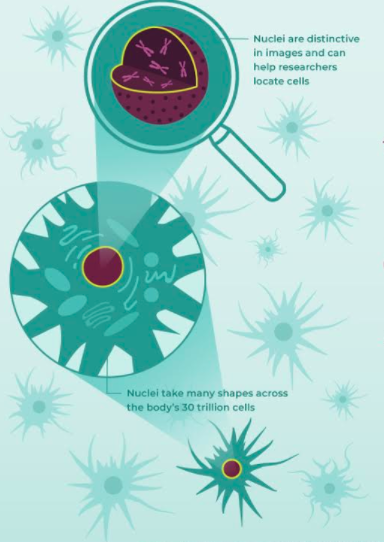 Nuclei are distinctive
in images and can
help researchers
locate cells
Nuclei take many shapes across
the body's 30 trillion cells